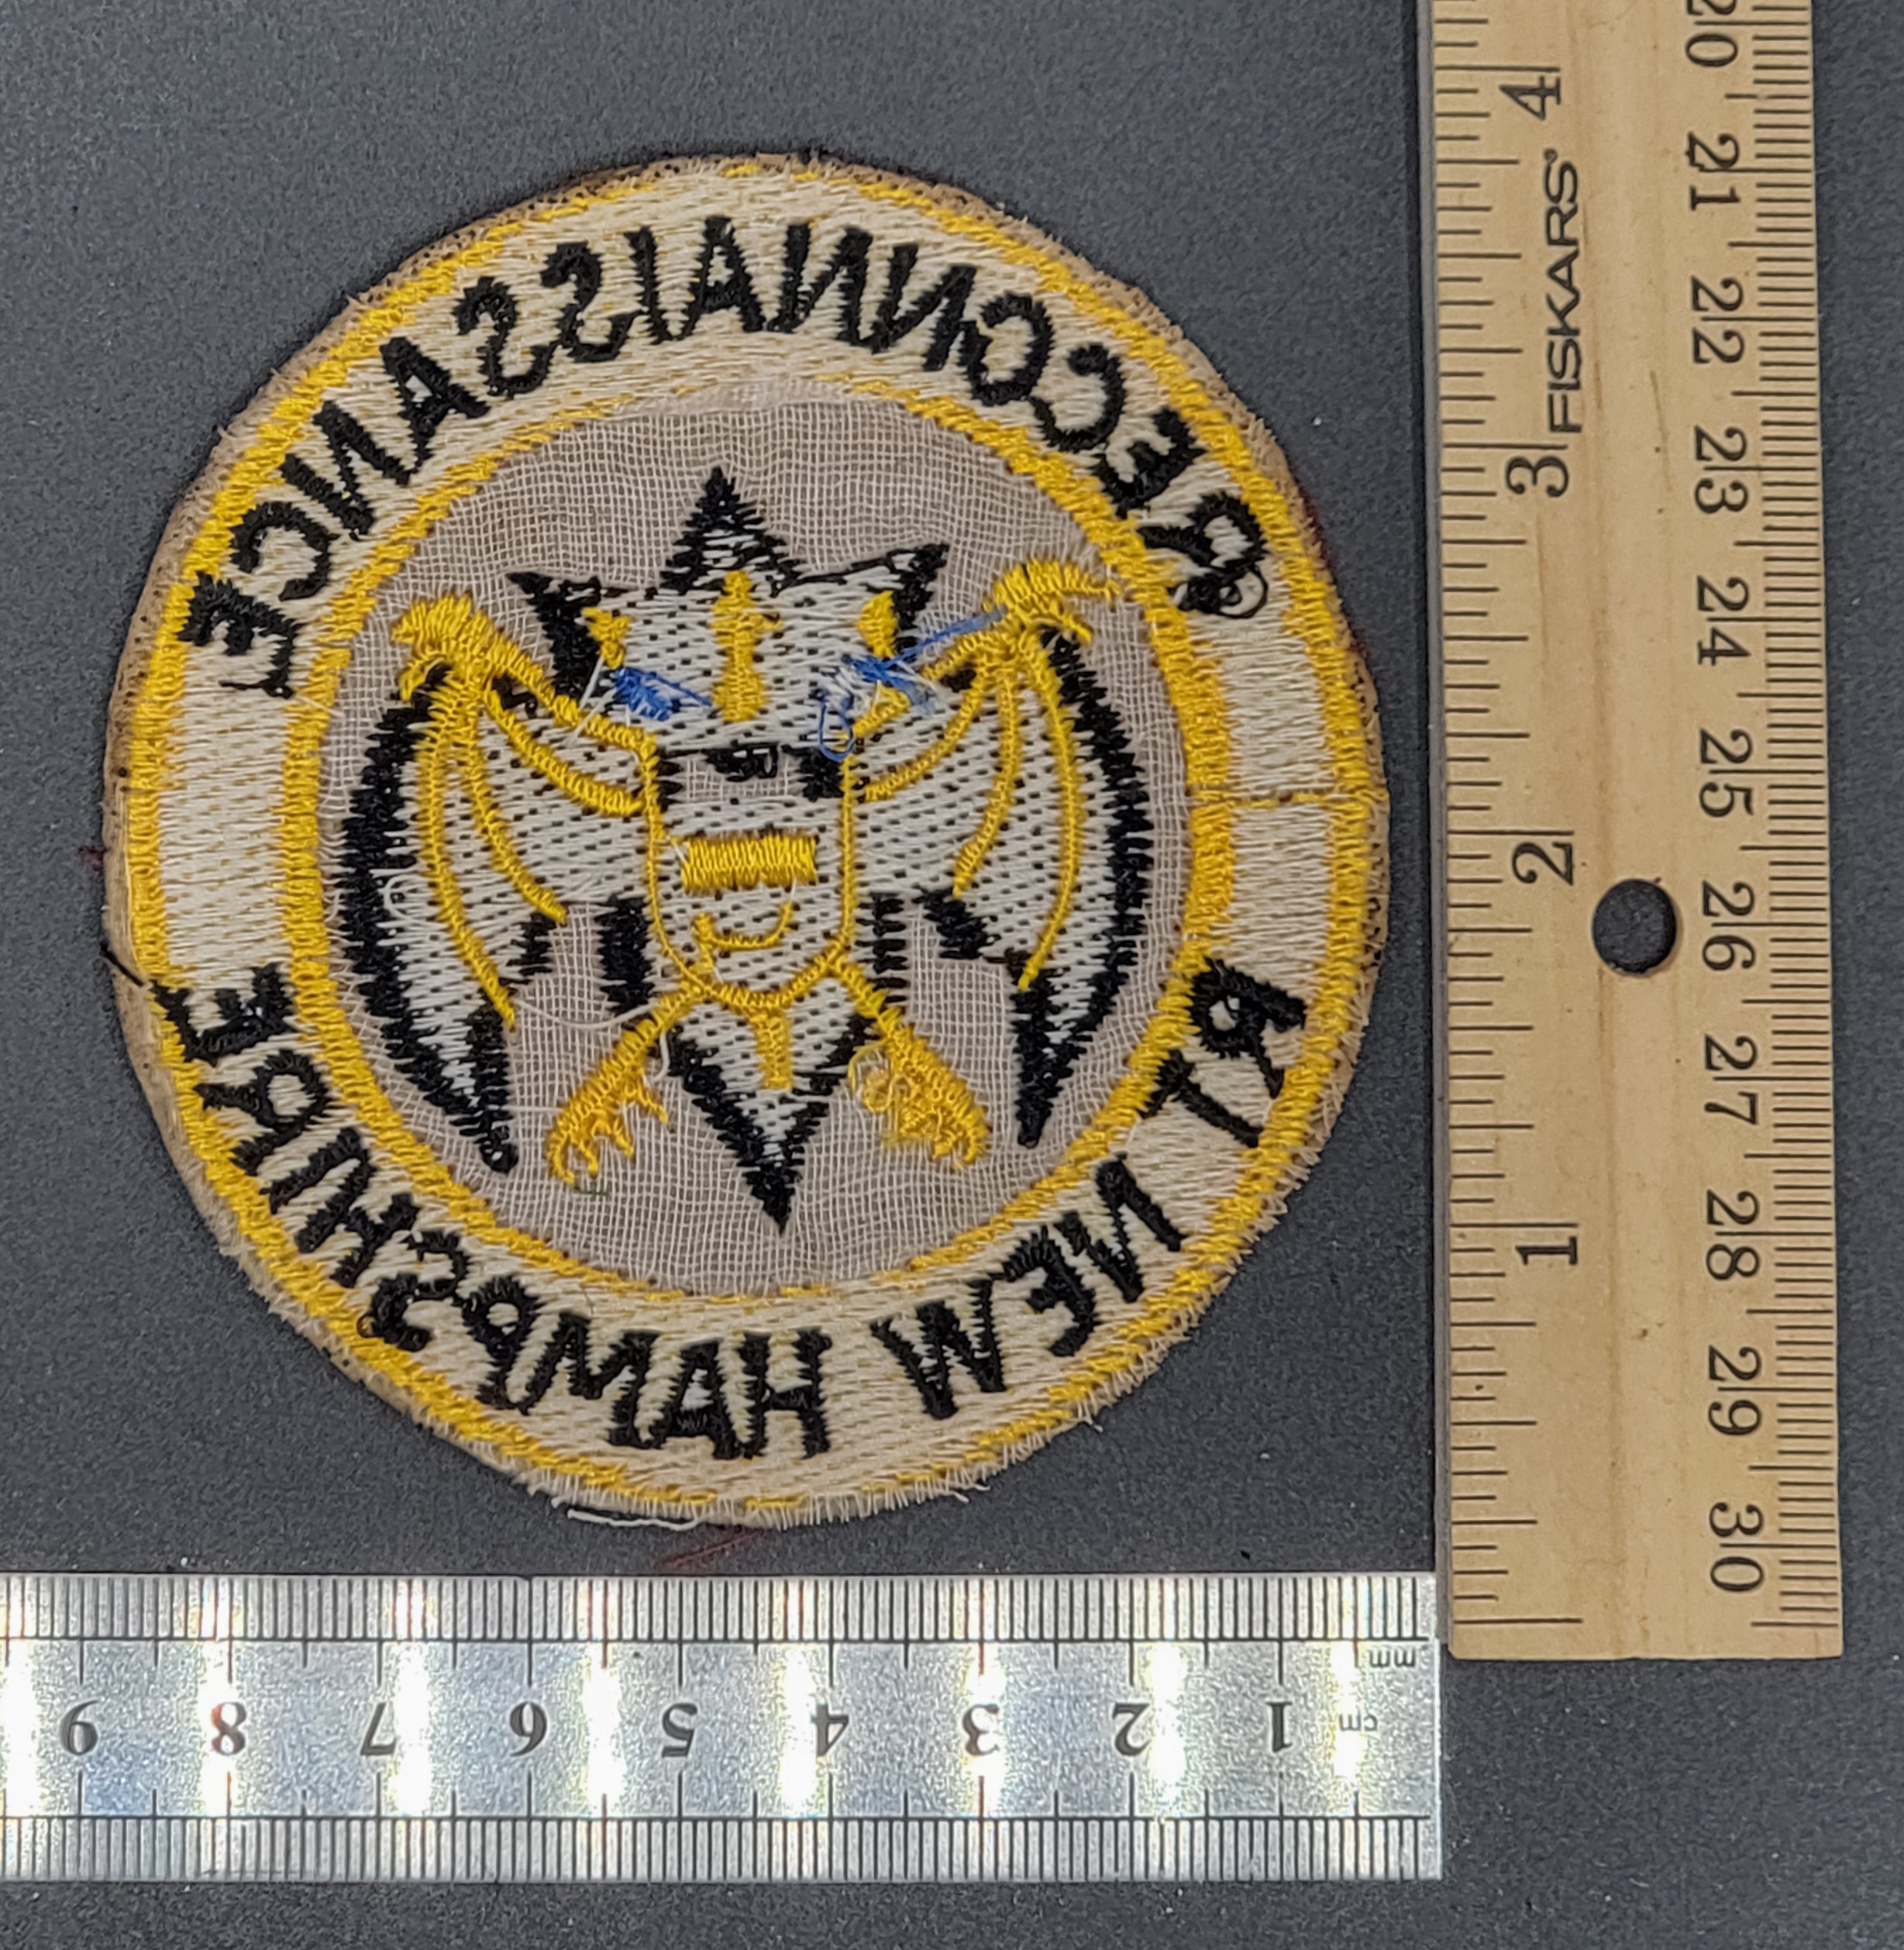 RECONNAISSANCE
RT NEW HAMPSHIRE
1 2 3 4
FISKARS®
20 21 22 23 24 25 26 27 28 29 30
mm
cm 1 2 3 4 5 6 7 8 9